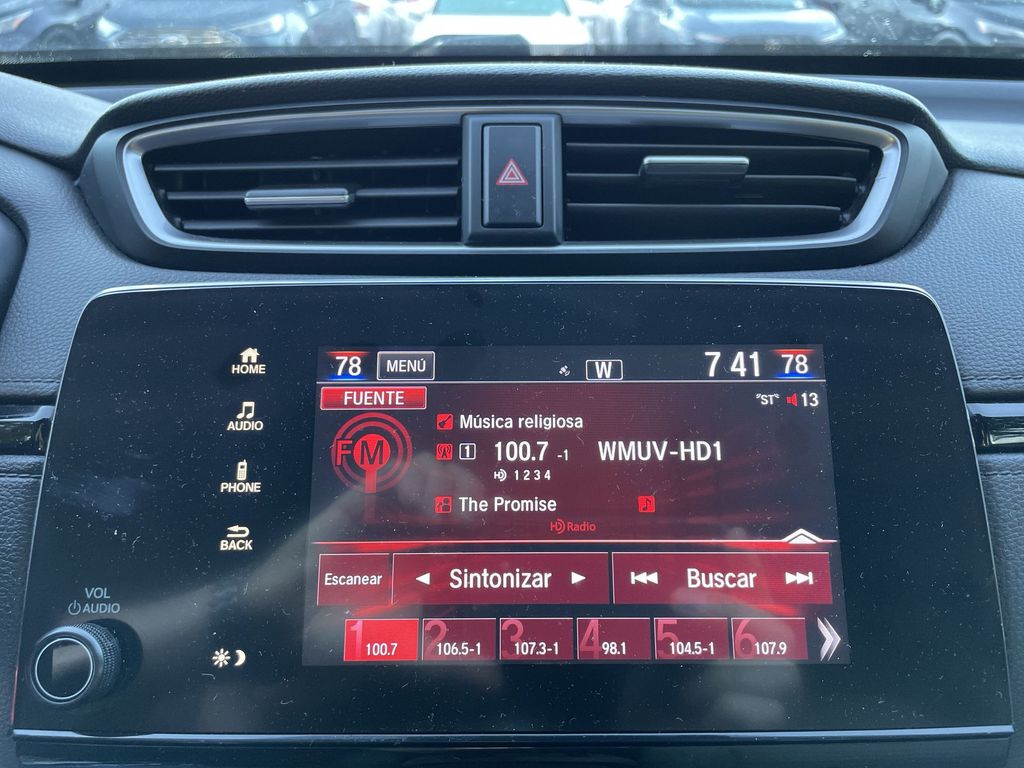 78 MENÚ W 7 41 78
HOME
FUENTE "ST" 13
Música religiosa
AUDIO
FM 1 100.7 -1 WMUV-HD1
HD 1 2 3 4
PHONE
The Promise
HD Radio
BACK
Escanear Sintonizar Buscar
VOL
AUDIO
1 100.7 2 106.5-1 3 107.3-1 4 98.1 5 104.5-1 6 107.9